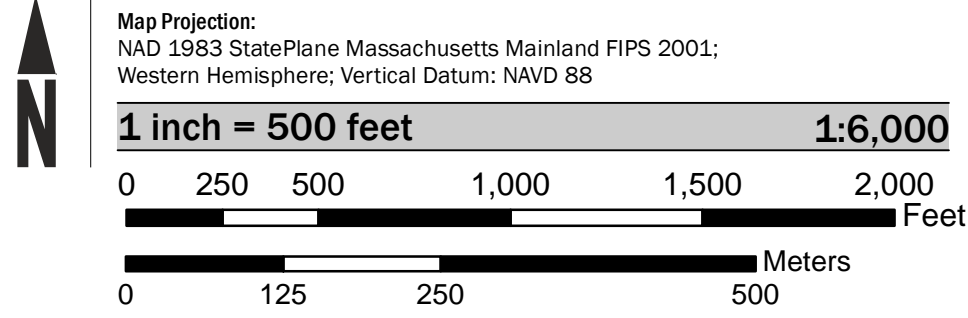 N
Map Projection:
NAD 1983 StatePlane Massachusetts Mainland FIPS 2001;
Western Hemisphere; Vertical Datum: NAVD 88
1 inch = 500 feet 1:6,000
0 250 500 1,000 1,500 2,000
Feet
Meters
0 125 250 500